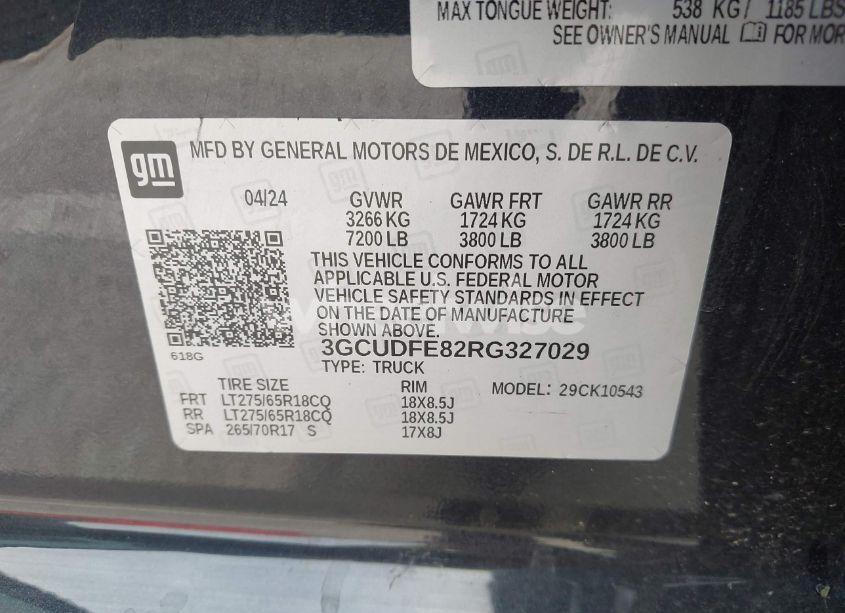 MAX TONGUE WEIGHT: 538 KG/ 1185 LBS
SEE OWNER'S MANUAL FOR MOR
gm
MFD BY GENERAL MOTORS DE MEXICO, S. DE R.L. DE C.V.
04/24 GVWR GAWR FRT GAWR RR
3266 KG 1724 KG 1724 KG
7200 LB 3800 LB 3800 LB
THIS VEHICLE CONFORMS TO ALL
APPLICABLE U.S. FEDERAL MOTOR
VEHICLE SAFETY STANDARDS IN EFFECT
ON THE DATE OF MANUFACTURE
SHOWN ABOVE.
618G
3GCUDFE82RG327029
TYPE: TRUCK
TIRE SIZE RIM MODEL: 29CK10543
FRT LT275/65R18CQ 18X8.5J
RR LT275/65R18CQ 18X8.5J
SPA 265/70R17 S 17X8J